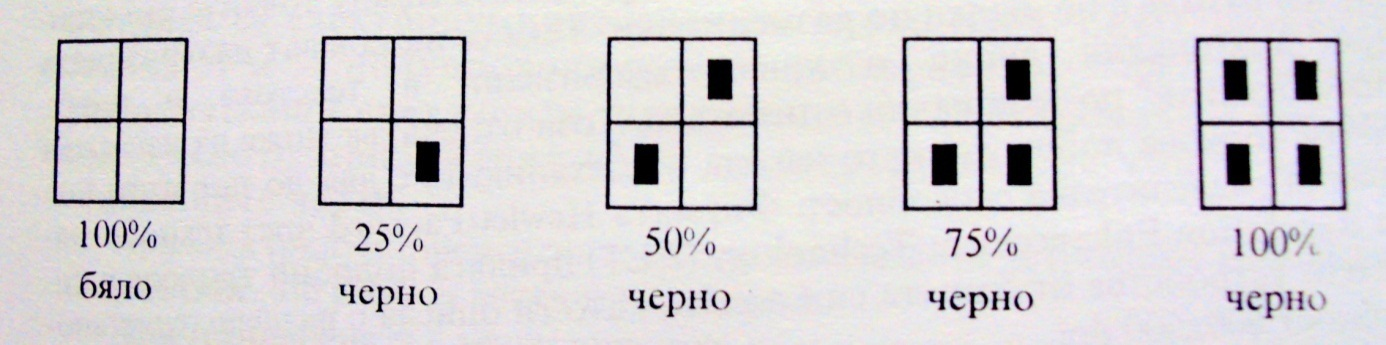 100% 25% 50% 75% 100%
бяло черно черно черно черно